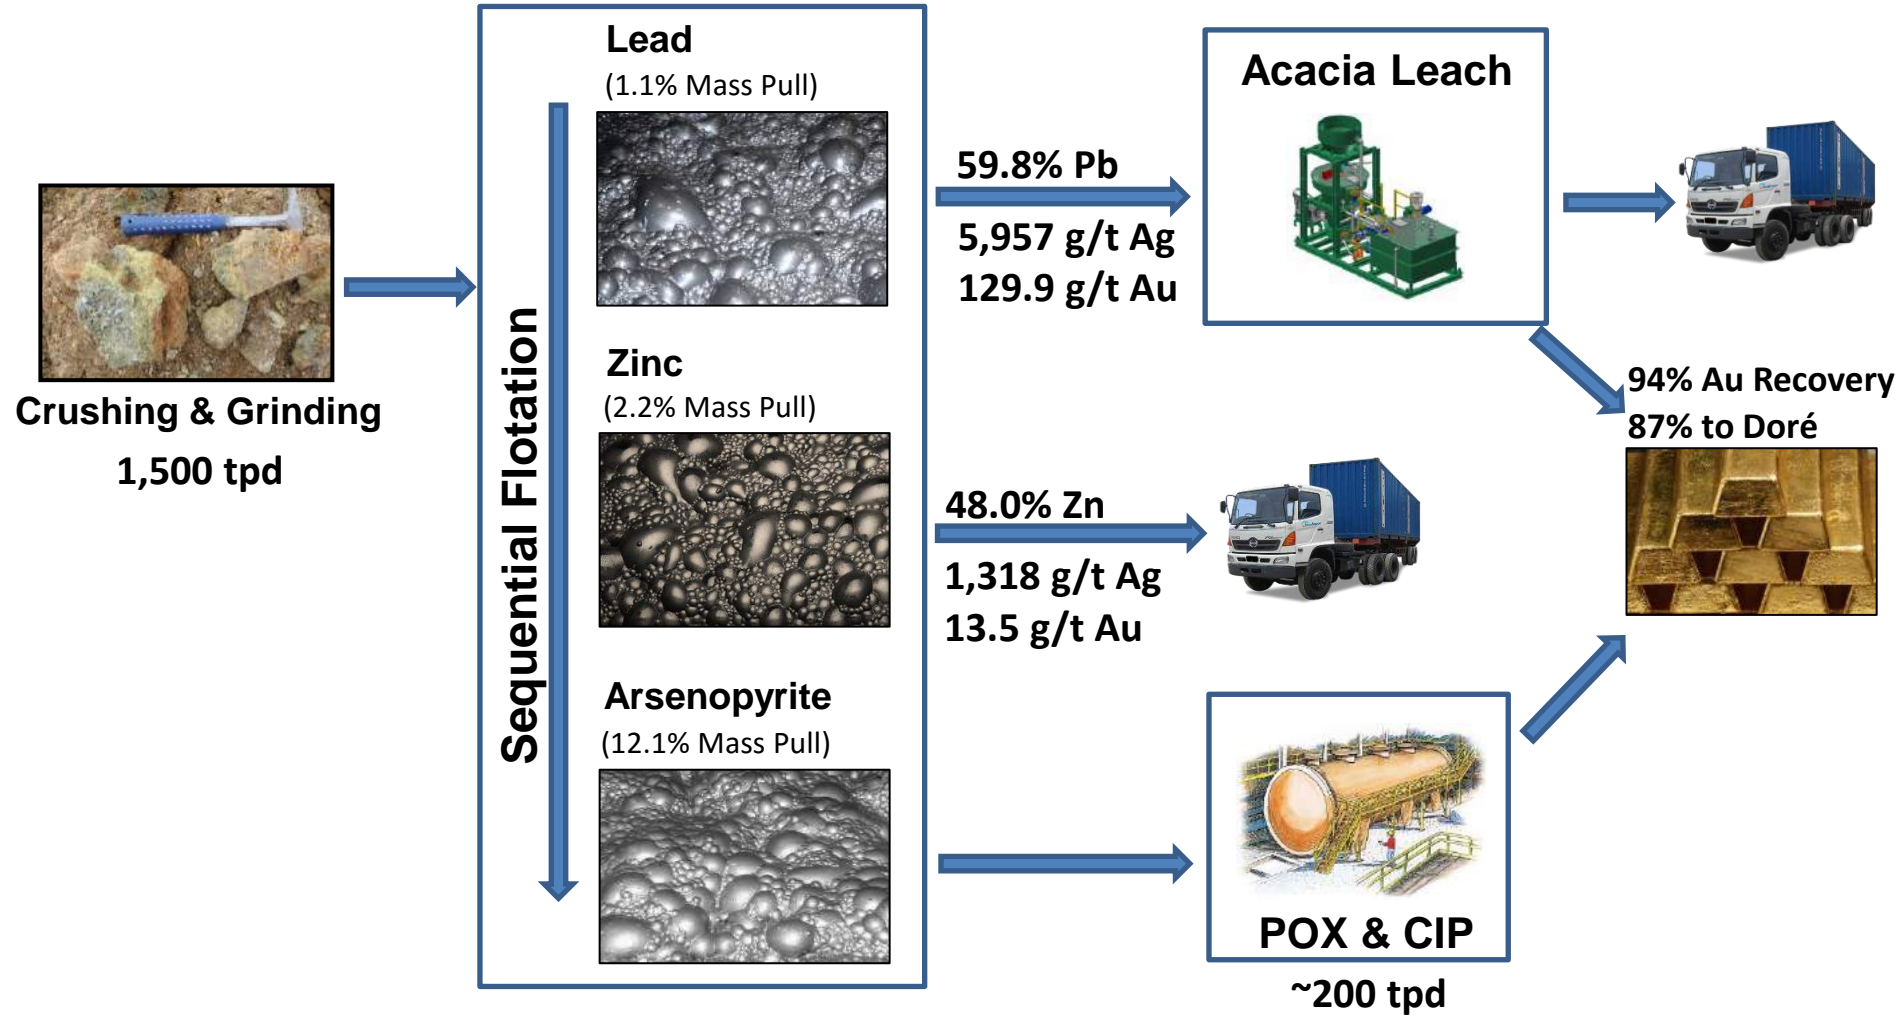 Crushing & Grinding
1,500 tpd
Sequential Flotation
Lead
(1.1% Mass Pull)
Zinc
(2.2% Mass Pull)
Arsenopyrite
(12.1% Mass Pull)
59.8% Pb
5,957 g/t Ag
129.9 g/t Au
48.0% Zn
1,318 g/t Ag
13.5 g/t Au
Acacia Leach
POX & CIP
~200 tpd
94% Au Recovery
87% to Doré